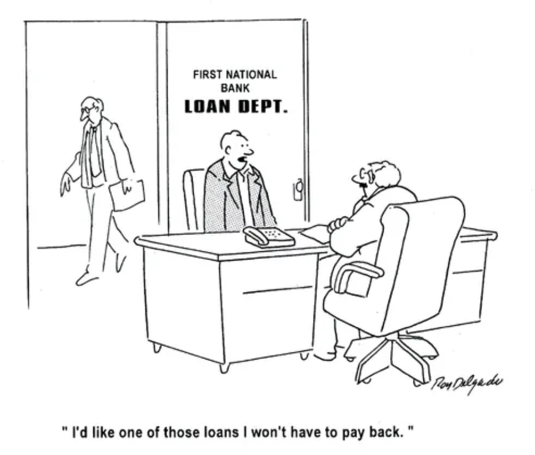 FIRST NATIONAL
BANK
LOAN DEPT.
Roy Delgado
" I'd like one of those loans I won't have to pay back. "